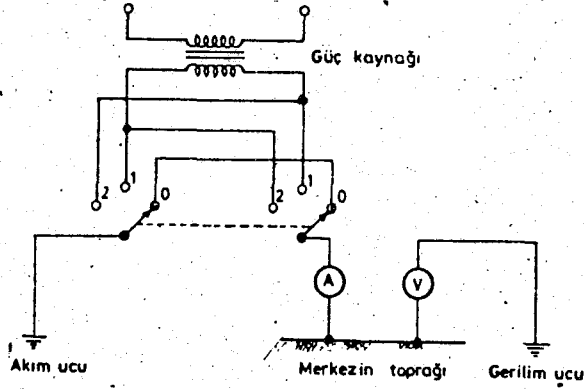 Güç kaynağı
2 1 0 2 1 0
A V
Akım ucu
Merkezin toprağı
Gerilim ucu